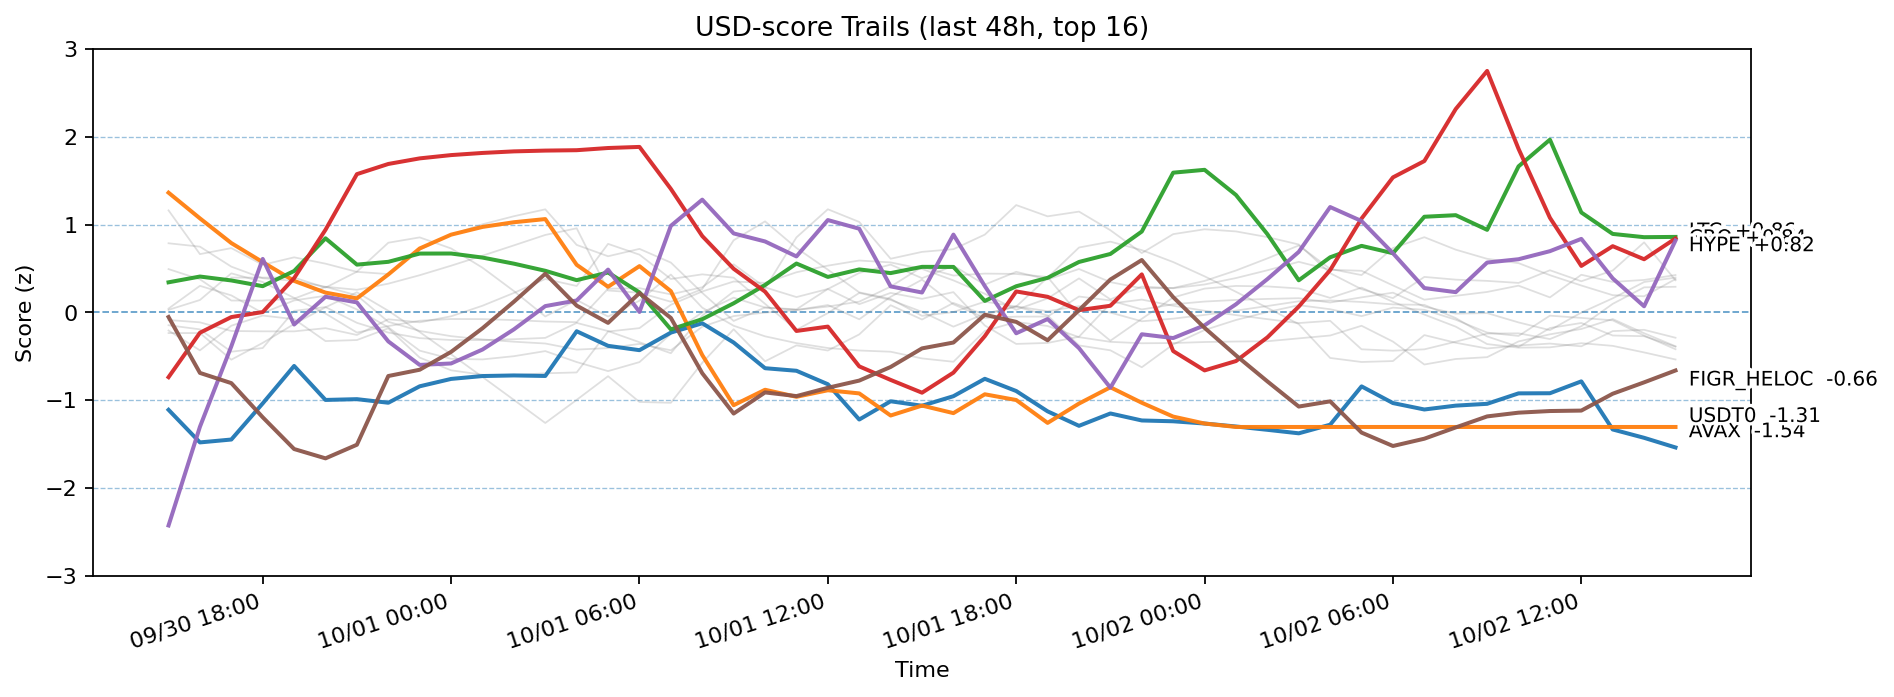 USD-score Trails (last 48h, top 16)
Score (z)
3
2
1
0
−1
−2
−3
HYPE +0.82
FIGR_HELOC -0.66
USDT0 -1.31
AVAX -1.54
09/30 18:00
10/01 00:00
10/01 06:00
10/01 12:00
10/01 18:00
10/02 00:00
10/02 06:00
10/02 12:00
Time